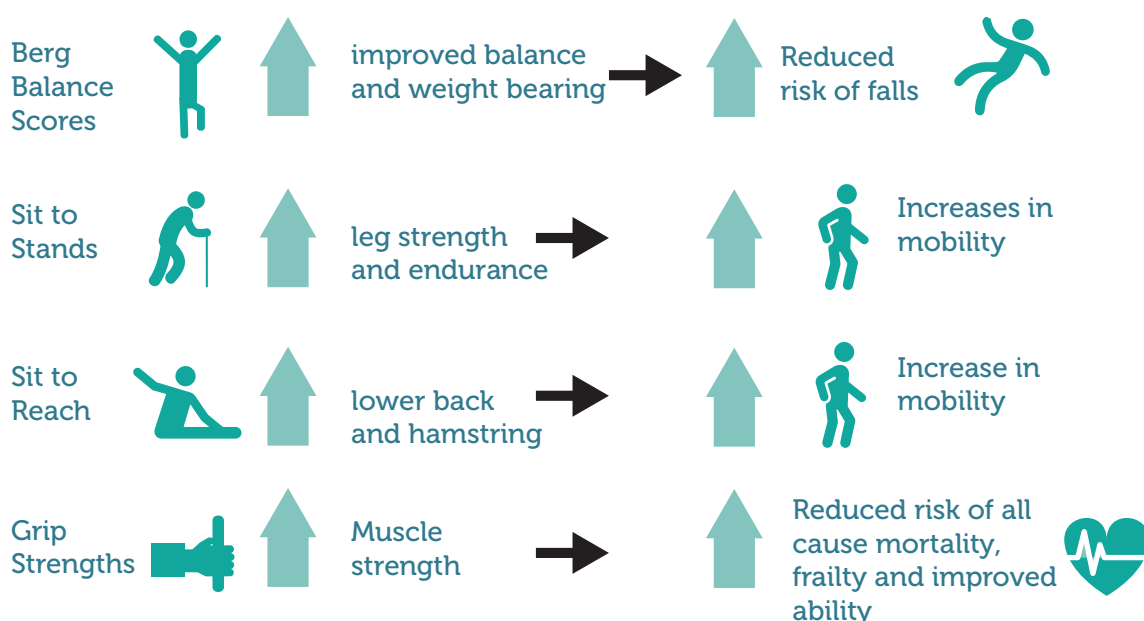 Berg
Balance
Scores
improved balance
and weight bearing
Reduced
risk of falls
Sit to
Stands
leg strength
and endurance
Increases in
mobility
Sit to
Reach
lower back
and hamstring
Increase in
mobility
Grip
Strengths
Muscle
strength
Reduced risk of all
cause mortality,
frailty and improved
ability